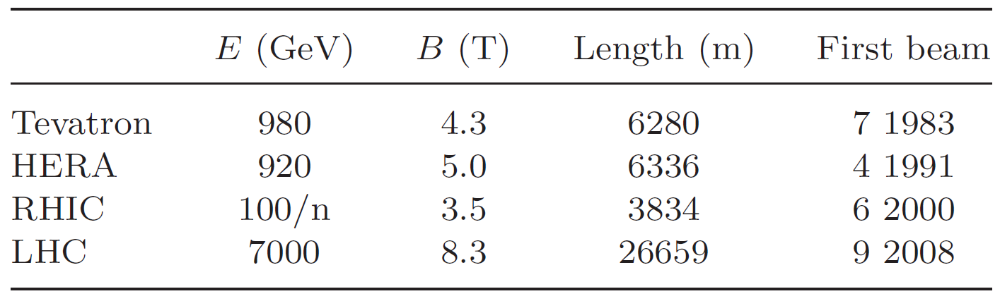 E (GeV) B (T) Length (m) First beam
Tevatron 980 4.3 6280 7 1983
HERA 920 5.0 6336 4 1991
RHIC 100/n 3.5 3834 6 2000
LHC 7000 8.3 26659 9 2008